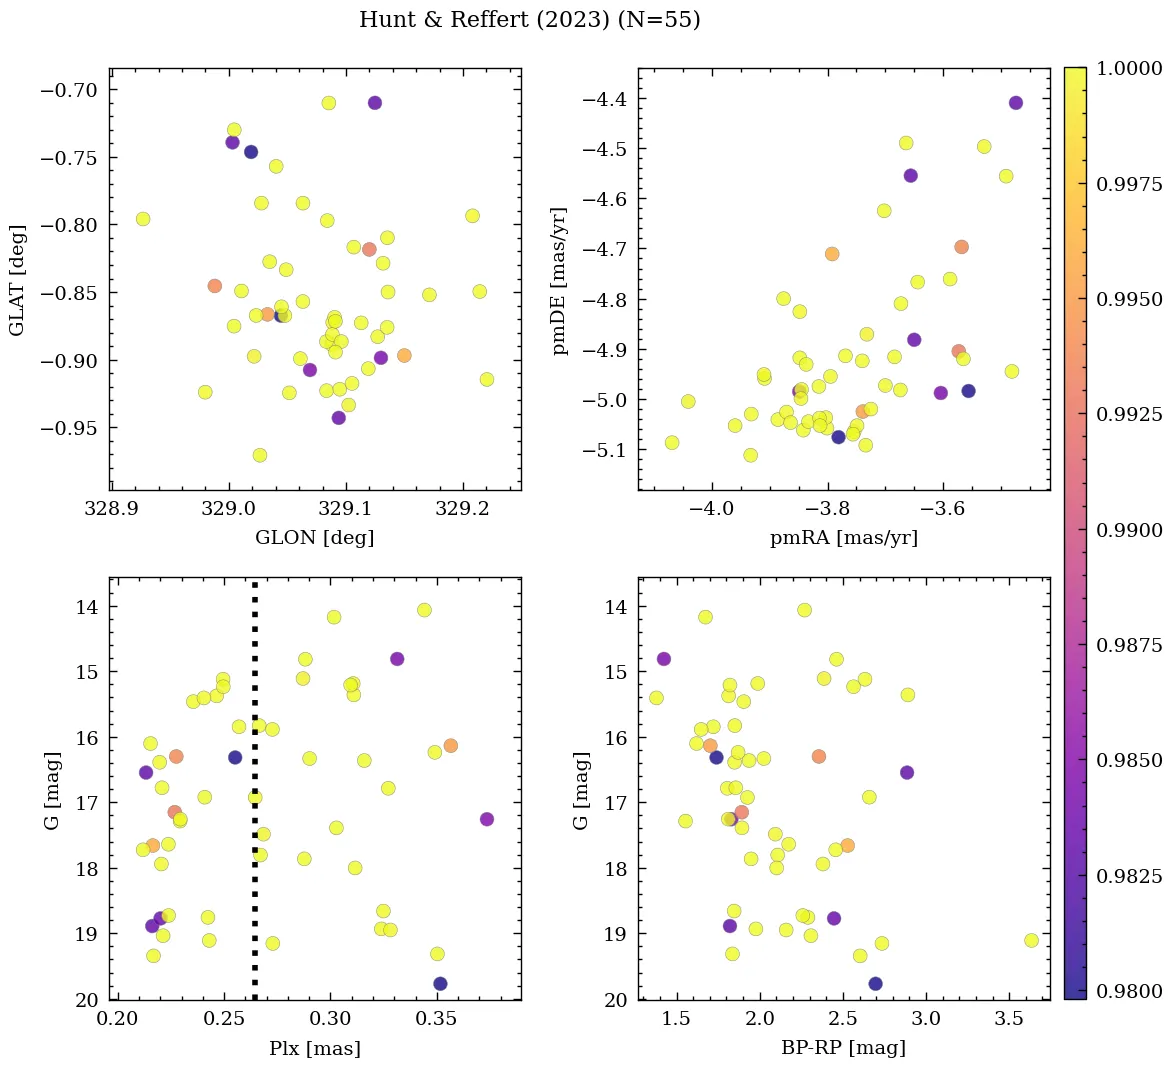 Hunt & Reffert (2023) (N=55)
−0.70
−0.75
−0.80
−0.85
−0.90
−0.95
GLAT [deg]
328.9 329.0 329.1 329.2
GLON [deg]
−4.4
−4.5
−4.6
−4.7
−4.8
−4.9
−5.0
−5.1
pmDE [mas/yr]
−4.0 −3.8 −3.6
pmRA [mas/yr]
14
15
16
17
18
19
20
G [mag]
0.20 0.25 0.30 0.35
Plx [mas]
14
15
16
17
18
19
20
G [mag]
1.5 2.0 2.5 3.0 3.5
BP-RP [mag]
1.0000
0.9975
0.9950
0.9925
0.9900
0.9875
0.9850
0.9825
0.9800